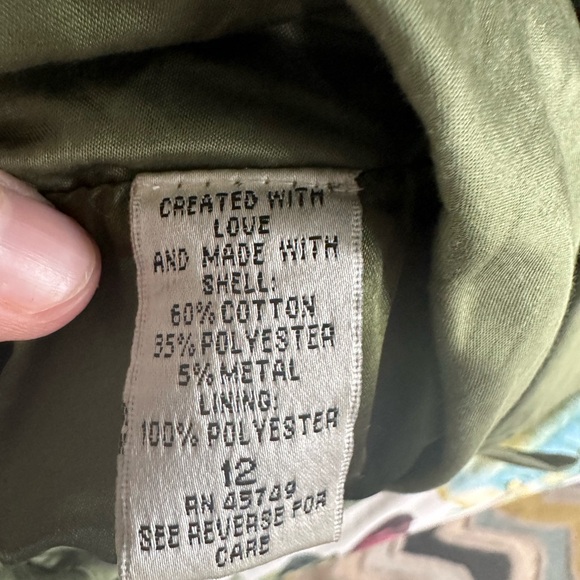 CREATED WITH
LOVE
AND MADE WITH
SHELL:
60% COTTON
35% POLYESTER
5% METAL
LINING:
100% POLYESTER
12
RN 45749
SEE REVERSE FOR
CARE